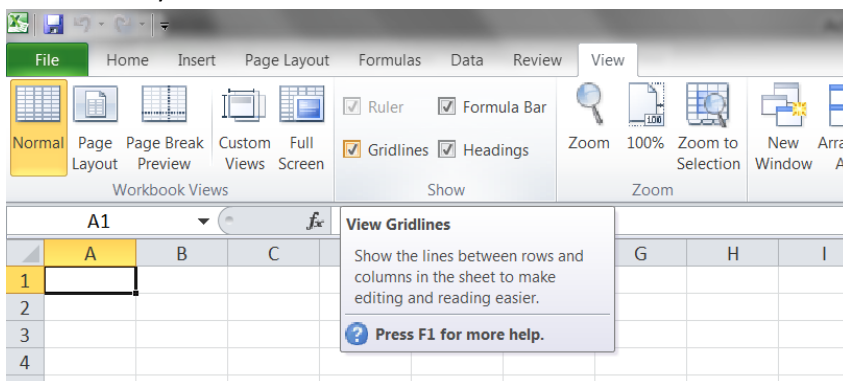 File Home Insert Page Layout Formulas Data Review View
Ruler Formula Bar
Normal Page Page Break Custom Full Gridlines Headings Zoom 100% Zoom to New
Layout Preview Views Screen Selection Window
Workbook Views Show Zoom
A1 fx View Gridlines
A B C G H I
Show the lines between rows and
columns in the sheet to make
editing and reading easier.
Press F1 for more help.
1
2
3
4